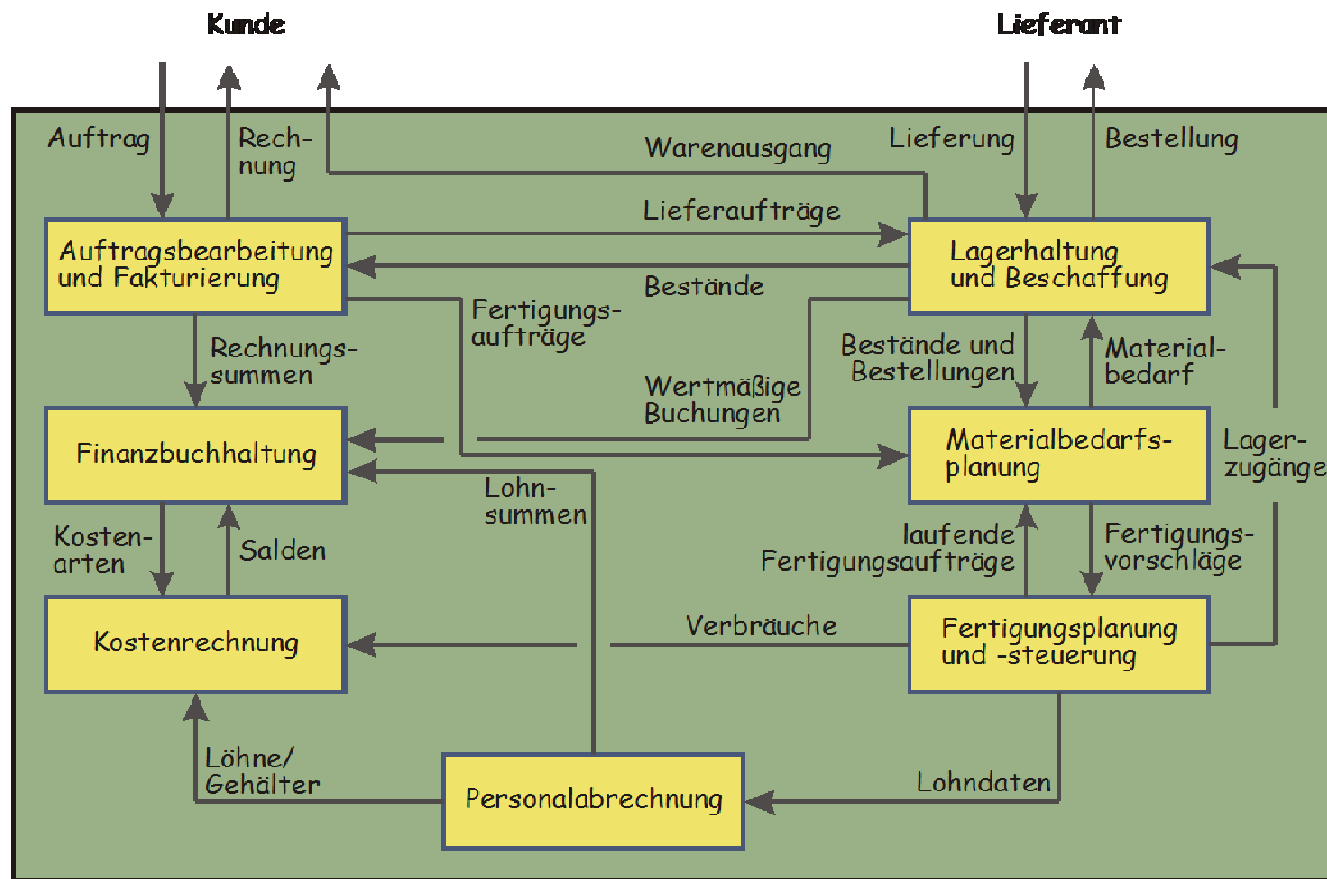 Kunde
Lieferant
Auftrag
Rech-
nung
Warenausgang
Lieferung
Bestellung
Lieferaufträge
Auftragsbearbeitung
und Fakturierung
Lagerhaltung
und Beschaffung
Bestände
Fertigungs-
aufträge
Rechnungs-
summen
Bestände und
Bestellungen
Material-
bedarf
Wertmäßige
Buchungen
Finanzbuchhaltung
Materialbedarfs-
planung
Lager-
zugänge
Lohn-
summen
Kosten-
arten
Salden
laufende
Fertigungsaufträge
Fertigungs-
vorschläge
Kostenrechnung
Verbräuche
Fertigungsplanung
und -steuerung
Löhne/
Gehälter
Personalabrechnung
Lohndaten